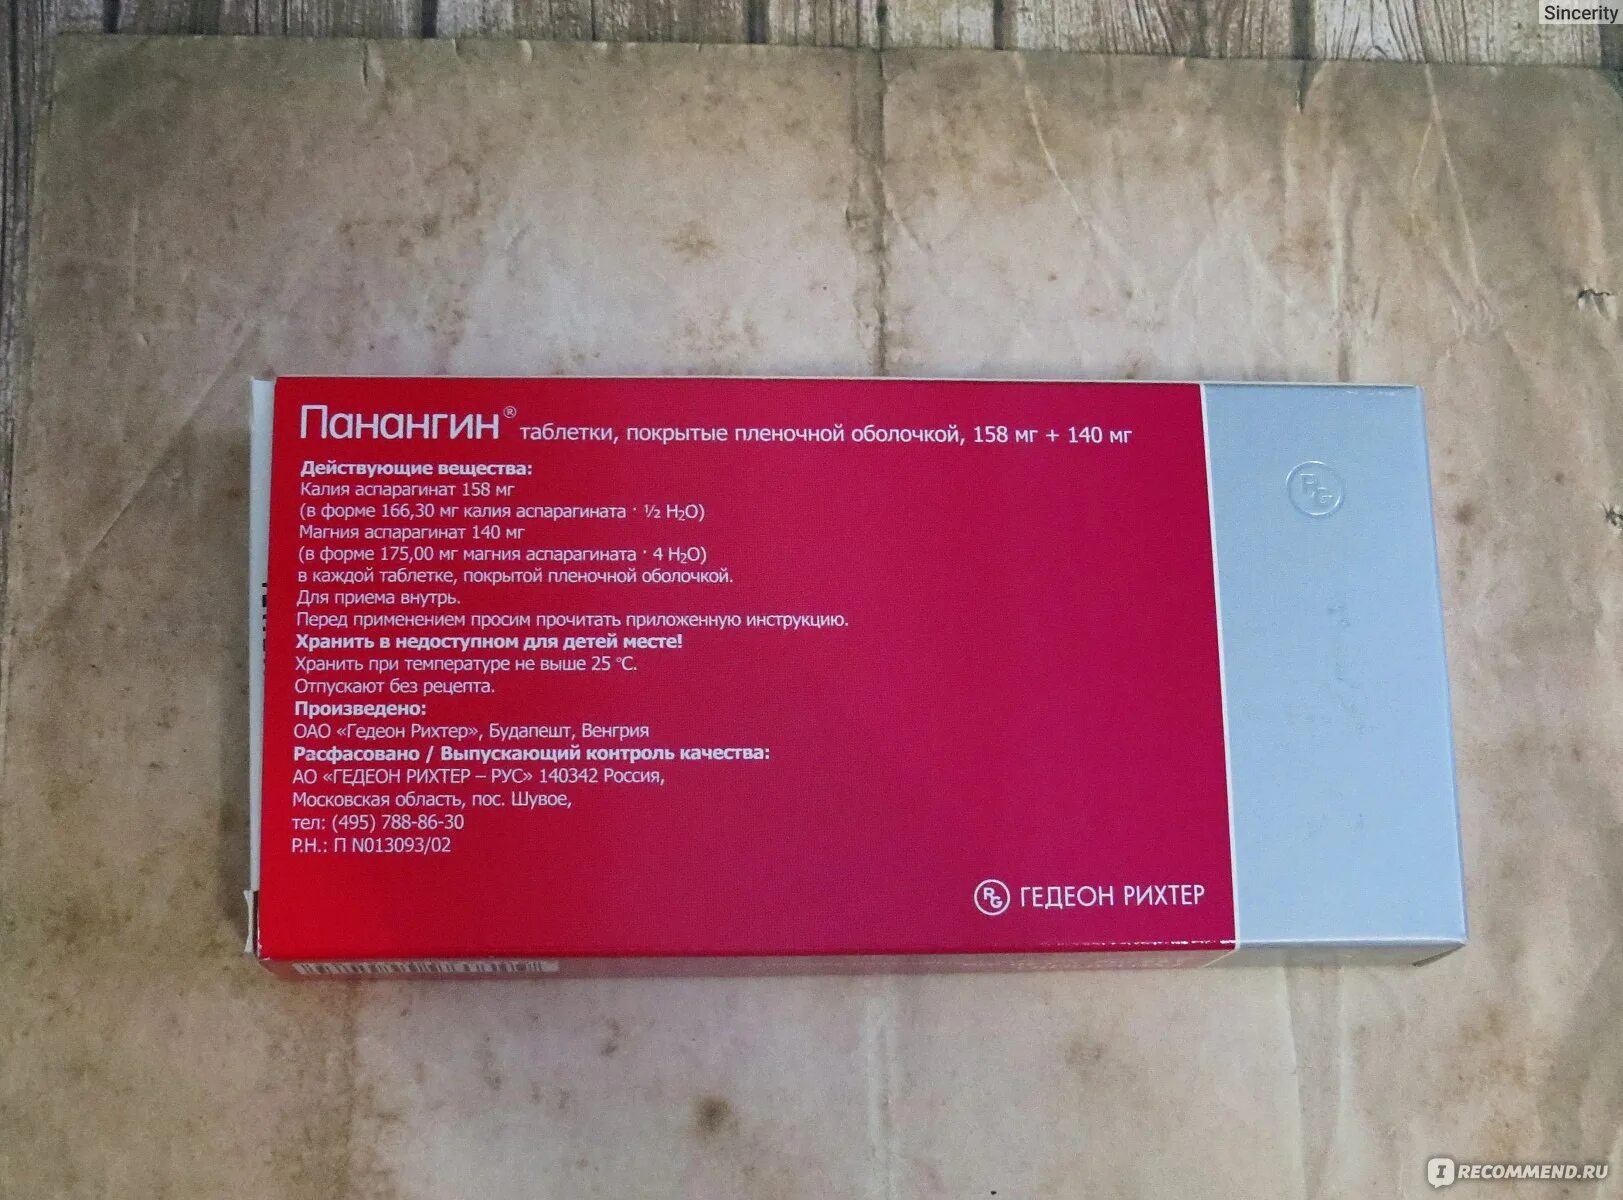 Sincerity
Панангин® таблетки, покрытые пленочной оболочкой, 158 мг + 140 мг
Действующие вещества:
Калия аспарагинат 158 мг
(в форме 166,30 мг калия аспарагината · ½ H₂O)
Магния аспарагинат 140 мг
(в форме 175,00 мг магния аспарагината · 4 H₂O)
в каждой таблетке, покрытой пленочной оболочкой.
Для приема внутрь.
Перед применением просим прочитать приложенную инструкцию.
Хранить в недоступном для детей месте!
Хранить при температуре не выше 25 °C.
Отпускают без рецепта.
Произведено:
ОАО «Гедеон Рихтер», Будапешт, Венгрия
Расфасовано / Выпускающий контроль качества:
АО «ГЕДЕОН РИХТЕР – РУС» 140342 Россия,
Московская область, пос. Шувое,
тел: (495) 788-86-30
Р.Н.: П N013093/02
RG ГЕДЕОН РИХТЕР
RG
I RECOMMEND.RU